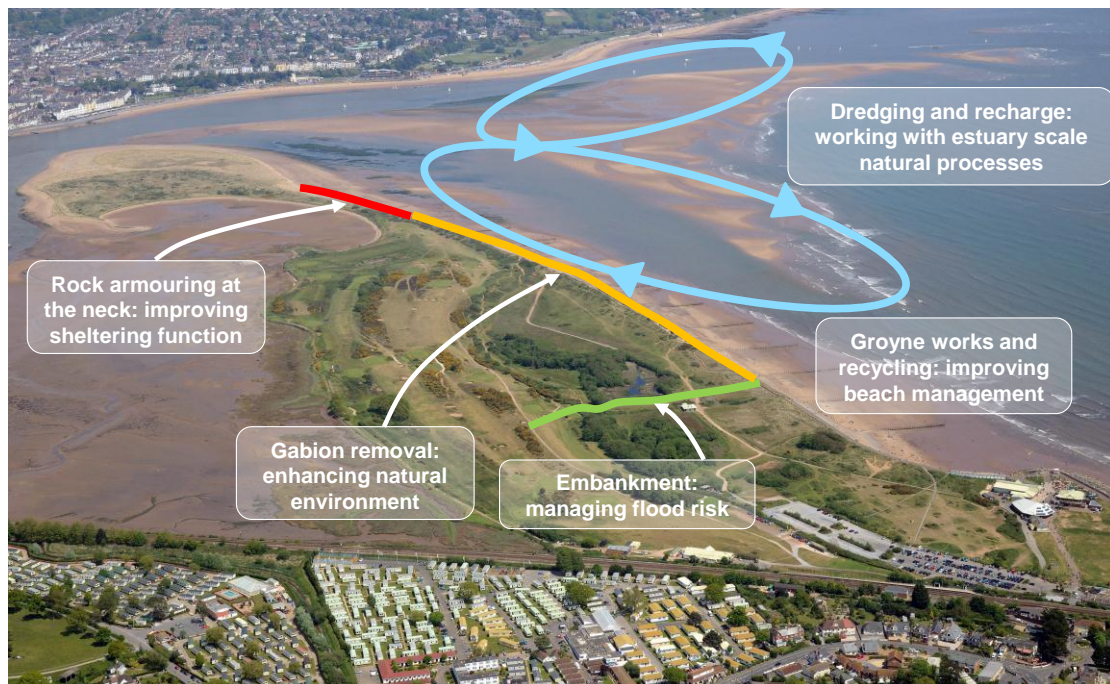 Dredging and recharge:
working with estuary scale
natural processes
Rock armouring at
the neck: improving
sheltering function
Groyne works and
recycling: improving
beach management
Gabion removal:
enhancing natural
environment
Embankment:
managing flood risk